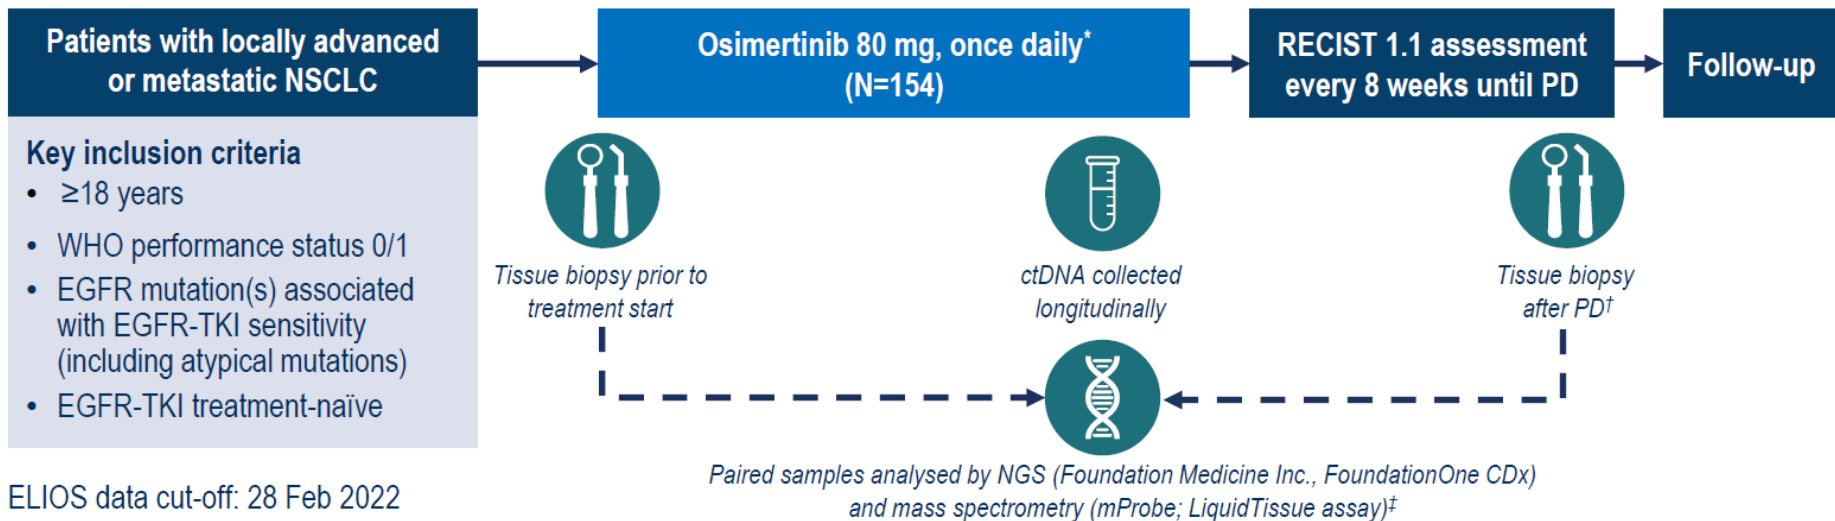 Patients with locally advanced
or metastatic NSCLC
Osimertinib 80 mg, once daily*
(N=154)
RECIST 1.1 assessment
every 8 weeks until PD
Follow-up
Key inclusion criteria
• ≥18 years
• WHO performance status 0/1
• EGFR mutation(s) associated
with EGFR-TKI sensitivity
(including atypical mutations)
• EGFR-TKI treatment-naïve
Tissue biopsy prior to
treatment start
ctDNA collected
longitudinally
Tissue biopsy
after PD†
Paired samples analysed by NGS (Foundation Medicine Inc., FoundationOne CDx)
and mass spectrometry (mProbe; LiquidTissue assay)‡
ELIOS data cut-off: 28 Feb 2022